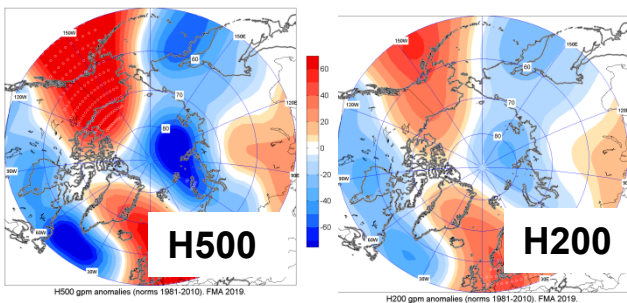 150W
150E
60
70
80
120W
120E
90W
90E
60W
30W
H500
H500 gpm anomalies (norms 1981-2010). FMA 2019.
60
40
20
0
-20
-40
-60
150W
150E
60
70
80
120W
120E
90W
90E
60W
30W
30E
H200
H200 gpm anomalies (norms 1981-2010). FMA 2019.